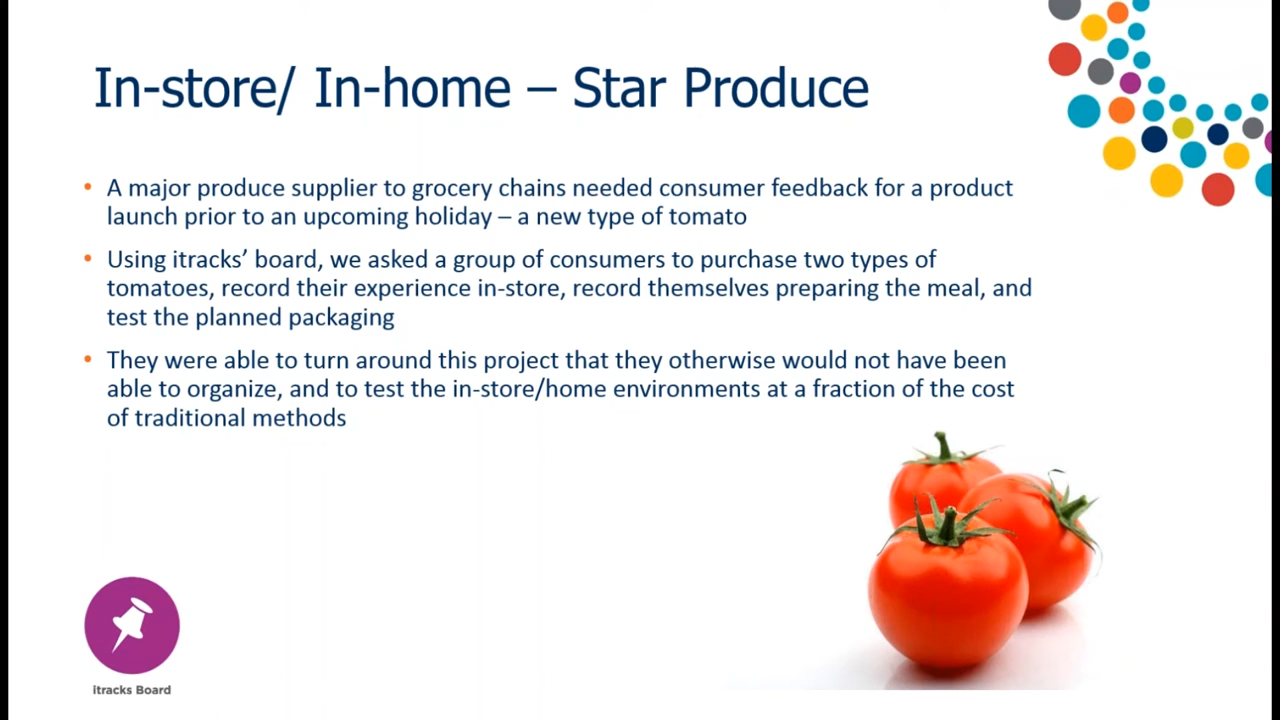 In-store/ In-home – Star Produce
• A major produce supplier to grocery chains needed consumer feedback for a product
launch prior to an upcoming holiday – a new type of tomato
• Using itracks’ board, we asked a group of consumers to purchase two types of
tomatoes, record their experience in-store, record themselves preparing the meal, and
test the planned packaging
• They were able to turn around this project that they otherwise would not have been
able to organize, and to test the in-store/home environments at a fraction of the cost
of traditional methods
itracks Board